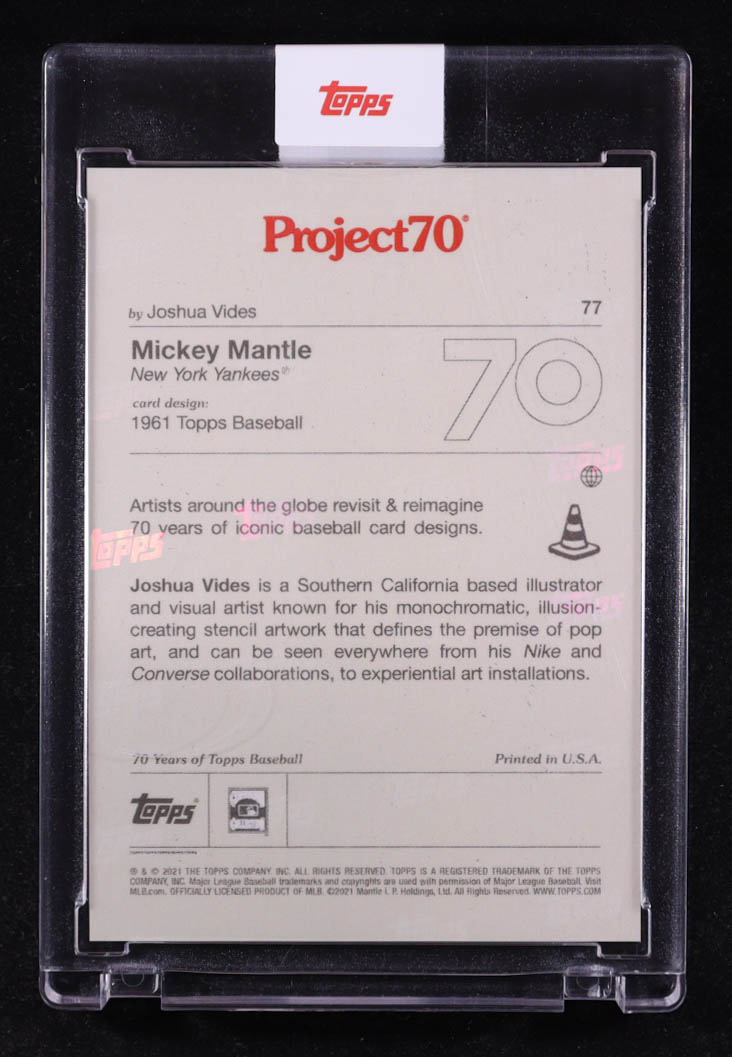 TOPPS
Project70®
by Joshua Vides
77
Mickey Mantle
New York Yankees®
70
card design:
1961 Topps Baseball
Artists around the globe revisit & reimagine
70 years of iconic baseball card designs.
TOPPS
Joshua Vides is a Southern California based illustrator
and visual artist known for his monochromatic, illusion-
creating stencil artwork that defines the premise of pop
art, and can be seen everywhere from his Nike and
Converse collaborations, to experiential art installations.
70 Years of Topps Baseball
Printed in U.S.A.
TOPPS®
® & © 2021 THE TOPPS COMPANY, INC. ALL RIGHTS RESERVED. TOPPS IS A REGISTERED TRADEMARK OF THE TOPPS
COMPANY, INC. Major League Baseball trademarks and copyrights are used with permission of Major League Baseball. Visit
MLB.com. OFFICIALLY LICENSED PRODUCT OF MLB. ©2021 Mantle I. P. Holdings, Ltd. All Rights Reserved. WWW.TOPPS.COM